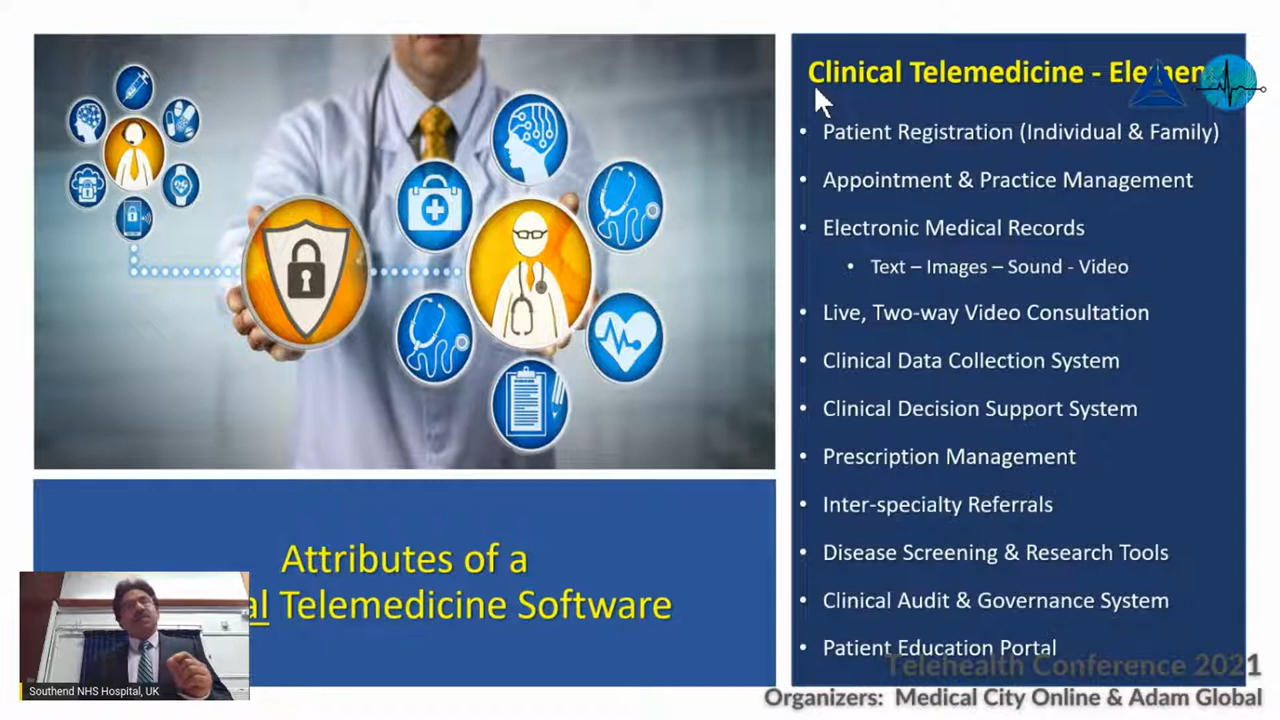 Clinical Telemedicine - Elemen
• Patient Registration (Individual & Family)
• Appointment & Practice Management
• Electronic Medical Records
• Text – Images – Sound - Video
• Live, Two-way Video Consultation
• Clinical Data Collection System
• Clinical Decision Support System
• Prescription Management
• Inter-specialty Referrals
• Disease Screening & Research Tools
• Clinical Audit & Governance System
• Patient Education Portal
Attributes of a
al Telemedicine Software
Southend NHS Hospital, UK
Telehealth Conference 2021
Organizers: Medical City Online & Adam Global